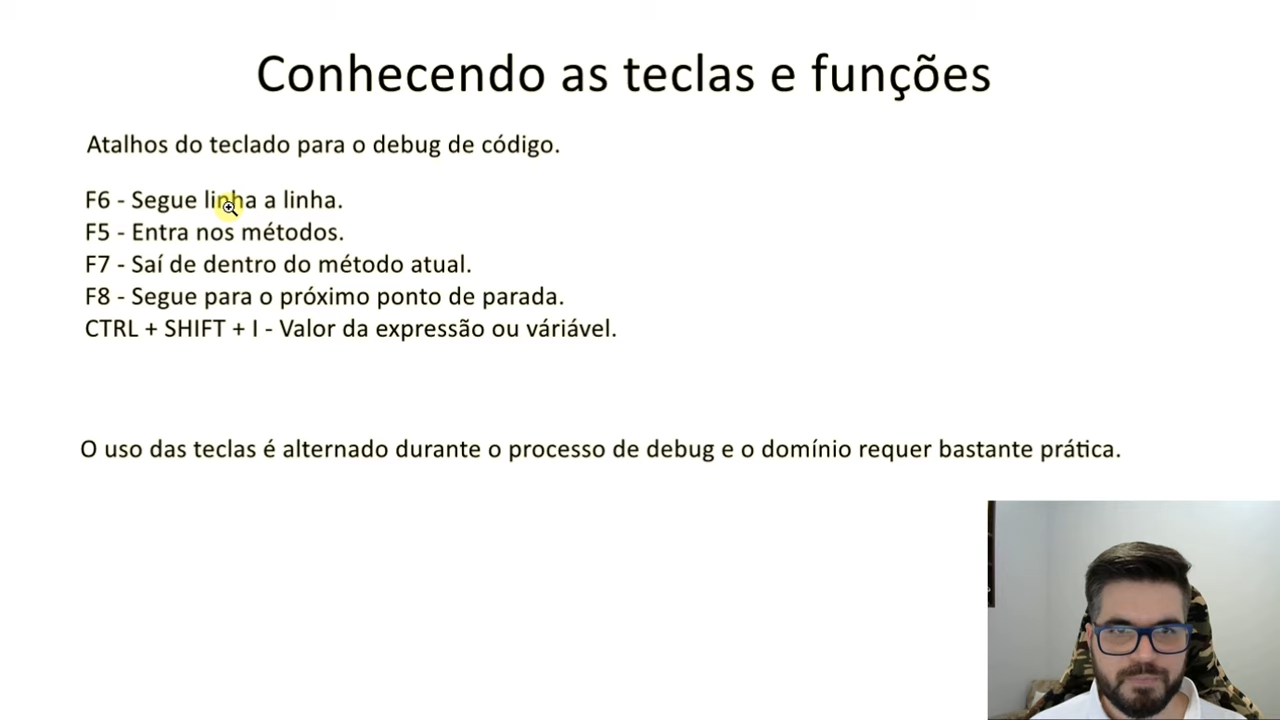 Conhecendo as teclas e funções
Atalhos do teclado para o debug de código.
F6 - Segue linha a linha.
F5 - Entra nos métodos.
F7 - Saí de dentro do método atual.
F8 - Segue para o próximo ponto de parada.
CTRL + SHIFT + I - Valor da expressão ou váriável.
O uso das teclas é alternado durante o processo de debug e o domínio requer bastante prática.